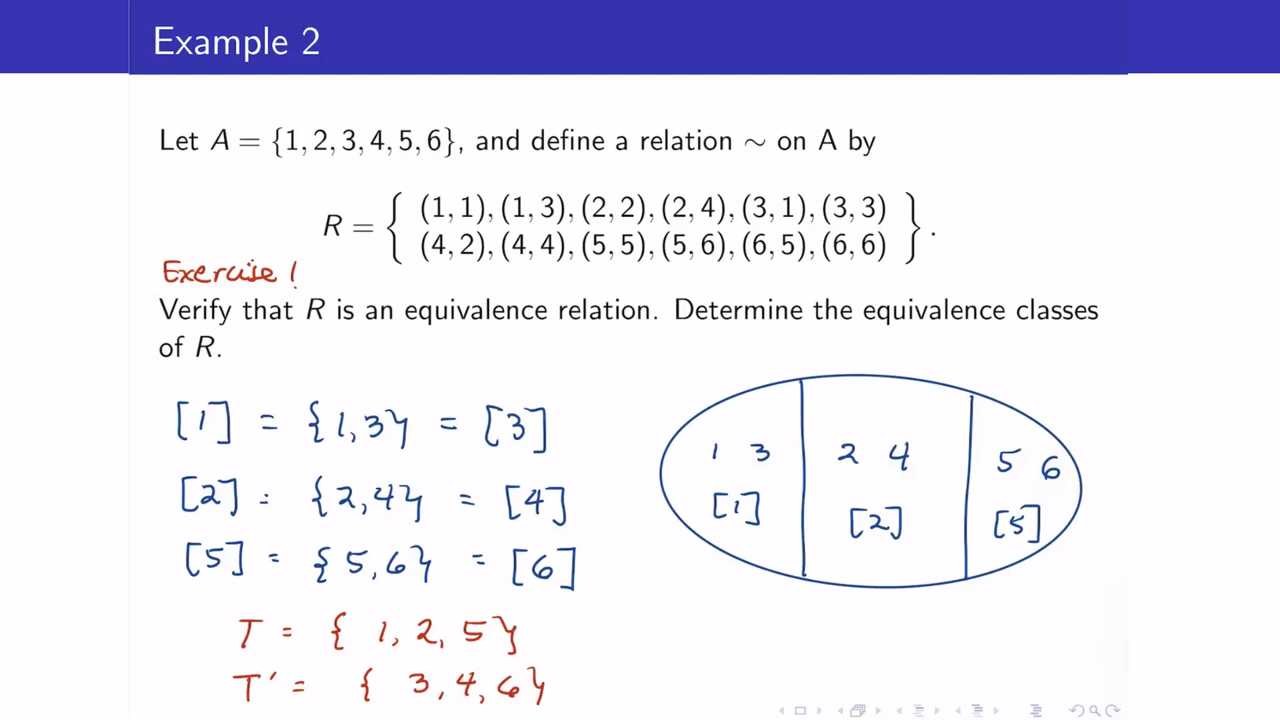 Example 2
Let A = {1, 2, 3, 4, 5, 6}, and define a relation ∼ on A by
R = { (1, 1), (1, 3), (2, 2), (2, 4), (3, 1), (3, 3)
(4, 2), (4, 4), (5, 5), (5, 6), (6, 5), (6, 6) } .
Exercise!
Verify that R is an equivalence relation. Determine the equivalence classes
of R.
[1] = {1,3} = [3]
[2] = {2,4} = [4]
[5] = {5,6} = [6]
T = { 1, 2, 5}
T' = { 3, 4, 6}
1 3 2 4 5 6
[1] [2] [5]